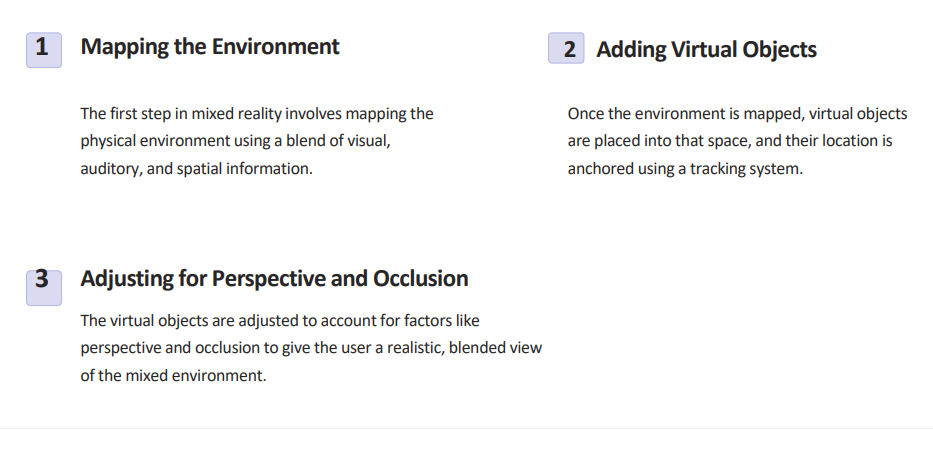 1 Mapping the Environment
The first step in mixed reality involves mapping the
physical environment using a blend of visual,
auditory, and spatial information.
2 Adding Virtual Objects
Once the environment is mapped, virtual objects
are placed into that space, and their location is
anchored using a tracking system.
3 Adjusting for Perspective and Occlusion
The virtual objects are adjusted to account for factors like
perspective and occlusion to give the user a realistic, blended view
of the mixed environment.